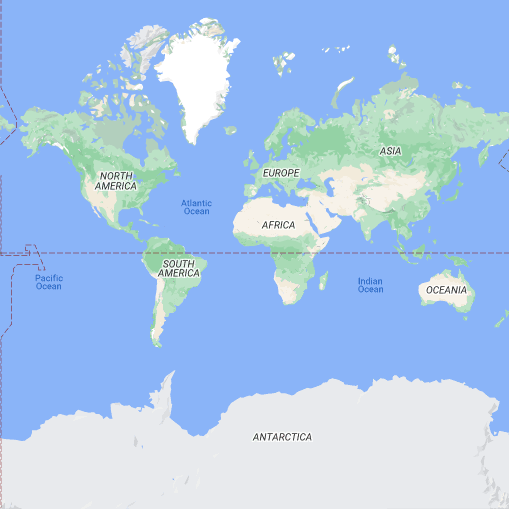 ASIA
NORTH
AMERICA
EUROPE
Atlantic
Ocean
AFRICA
SOUTH
AMERICA
Pacific
Ocean
Indian
Ocean
OCEANIA
ANTARCTICA